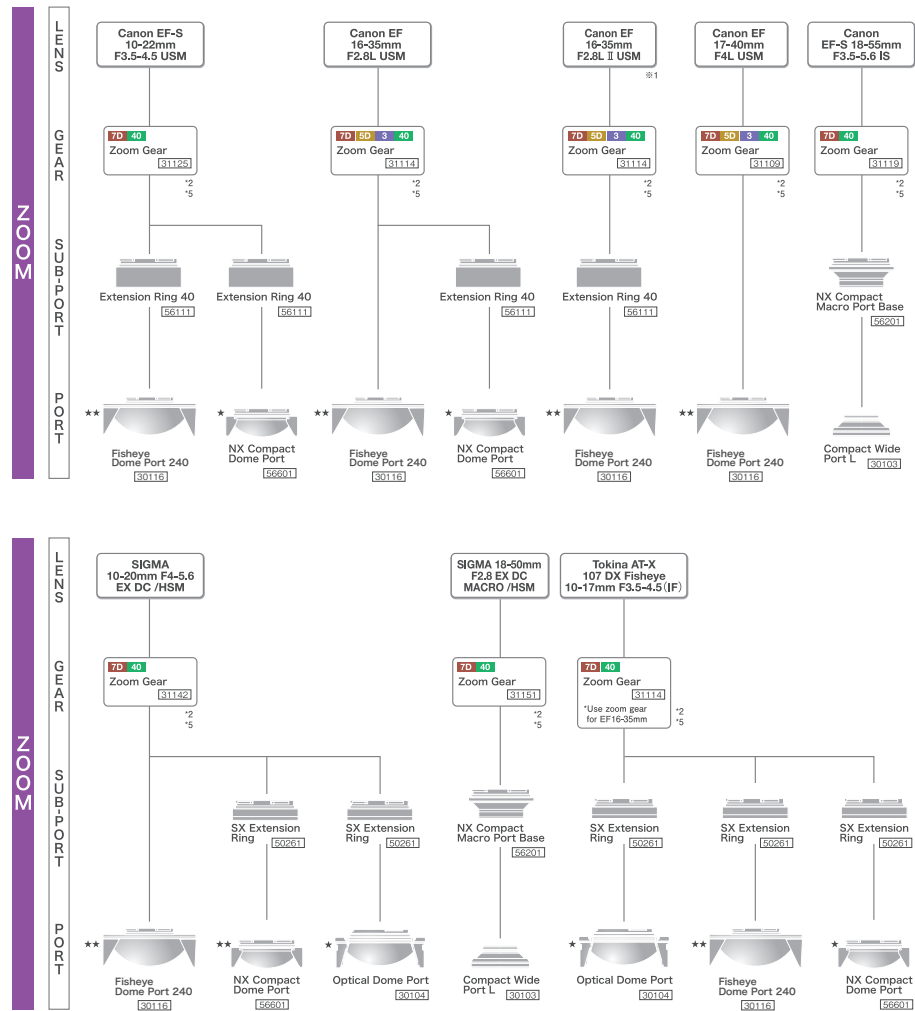 ZOOM
LENS
Canon EF-S
10-22mm
F3.5-4.5 USM
Canon EF
16-35mm
F2.8L USM
Canon EF
16-35mm
F2.8L Ⅱ USM
※1
Canon EF
17-40mm
F4L USM
Canon
EF-S 18-55mm
F3.5-5.6 IS
GEAR
7D 40
Zoom Gear
31125
*2
*5
7D 5D 3 40
Zoom Gear
31114
*2
*5
7D 5D 3 40
Zoom Gear
31114
*2
*5
7D 5D 3 40
Zoom Gear
31109
*2
*5
7D 40
Zoom Gear
31119
*2
*5
SUB-PORT
Extension Ring 40
56111
Extension Ring 40
56111
Extension Ring 40
56111
Extension Ring 40
56111
NX Compact
Macro Port Base
56201
PORT
★★
Fisheye
Dome Port 240
30116
★
NX Compact
Dome Port
56601
★★
Fisheye
Dome Port 240
30116
★
NX Compact
Dome Port
56601
★★
Fisheye
Dome Port 240
30116
★★
Fisheye
Dome Port 240
30116
Compact Wide
Port L 30103
ZOOM
LENS
SIGMA
10-20mm F4-5.6
EX DC /HSM
SIGMA 18-50mm
F2.8 EX DC
MACRO /HSM
Tokina AT-X
107 DX Fisheye
10-17mm F3.5-4.5(IF)
GEAR
7D 40
Zoom Gear
31142
*2
*5
7D 40
Zoom Gear
31151
*2
*5
7D 40
Zoom Gear
31114
*Use zoom gear
for EF16-35mm
*2
*5
SUB-PORT
SX Extension
Ring 50261
SX Extension
Ring 50261
NX Compact
Macro Port Base
56201
SX Extension
Ring 50261
SX Extension
Ring 50261
SX Extension
Ring 50261
PORT
★★
Fisheye
Dome Port 240
30116
★★
NX Compact
Dome Port
56601
★
Optical Dome Port
30104
Compact Wide
Port L 30103
★
Optical Dome Port
30104
★★
Fisheye
Dome Port 240
30116
★
NX Compact
Dome Port
56601